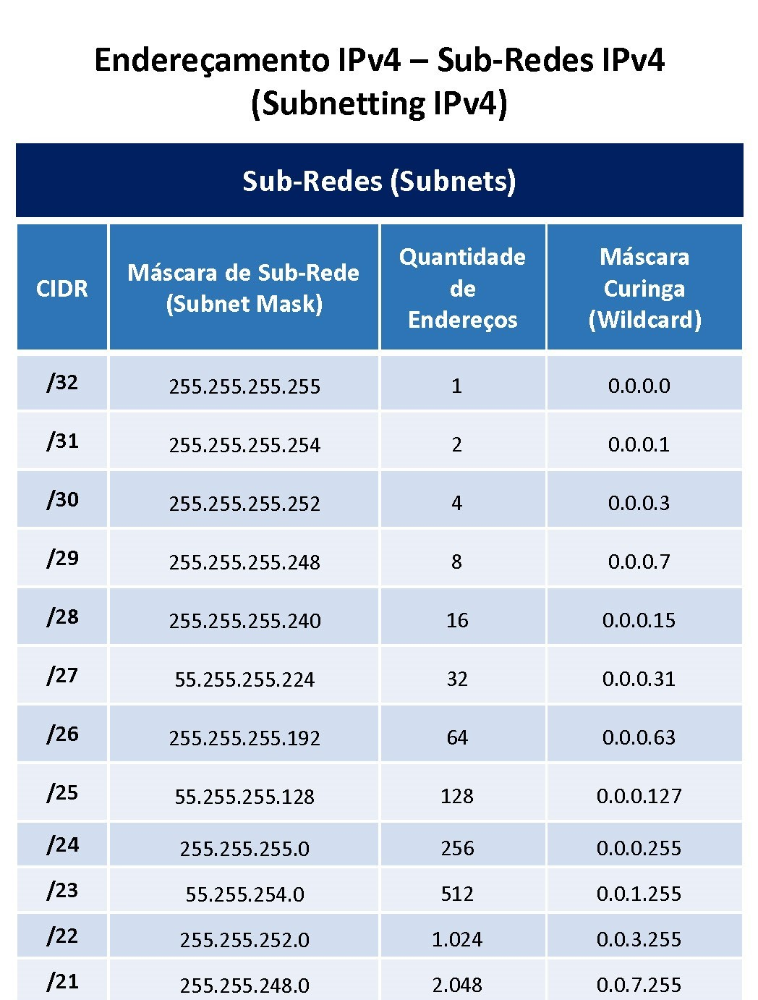 Endereçamento IPv4 – Sub-Redes IPv4
(Subnetting IPv4)
Sub-Redes (Subnets)
CIDR
Máscara de Sub-Rede
(Subnet Mask)
Quantidade
de
Endereços
Máscara
Curinga
(Wildcard)
/32 255.255.255.255 1 0.0.0.0
/31 255.255.255.254 2 0.0.0.1
/30 255.255.255.252 4 0.0.0.3
/29 255.255.255.248 8 0.0.0.7
/28 255.255.255.240 16 0.0.0.15
/27 55.255.255.224 32 0.0.0.31
/26 255.255.255.192 64 0.0.0.63
/25 55.255.255.128 128 0.0.0.127
/24 255.255.255.0 256 0.0.0.255
/23 55.255.254.0 512 0.0.1.255
/22 255.255.252.0 1.024 0.0.3.255
/21 255.255.248.0 2.048 0.0.7.255